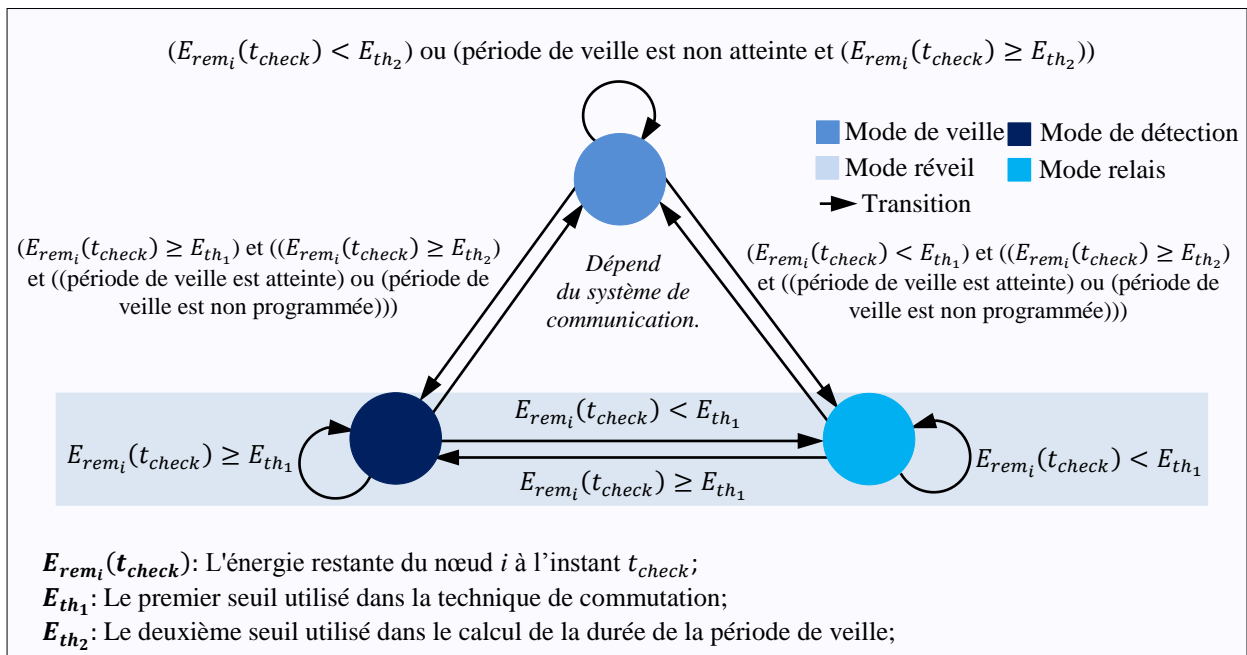 (E_{rem_i}(t_{check}) < E_{th_2}) ou (période de veille est non atteinte et (E_{rem_i}(t_{check}) ≥ E_{th_2}))
Mode de veille
Mode de détection
Mode réveil
Mode relais
Transition
(E_{rem_i}(t_{check}) ≥ E_{th_1}) et ((E_{rem_i}(t_{check}) ≥ E_{th_2})
et ((période de veille est atteinte) ou (période de
veille est non programmée)))
Dépend
du système de
communication.
(E_{rem_i}(t_{check}) < E_{th_1}) et ((E_{rem_i}(t_{check}) ≥ E_{th_2})
et ((période de veille est atteinte) ou (période de
veille est non programmée)))
E_{rem_i}(t_{check}) ≥ E_{th_1}
E_{rem_i}(t_{check}) < E_{th_1}
E_{rem_i}(t_{check}) ≥ E_{th_1}
E_{rem_i}(t_{check}) < E_{th_1}
E_{rem_i}(t_{check}): L'énergie restante du nœud i à l’instant t_{check};
E_{th_1}: Le premier seuil utilisé dans la technique de commutation;
E_{th_2}: Le deuxième seuil utilisé dans le calcul de la durée de la période de veille;